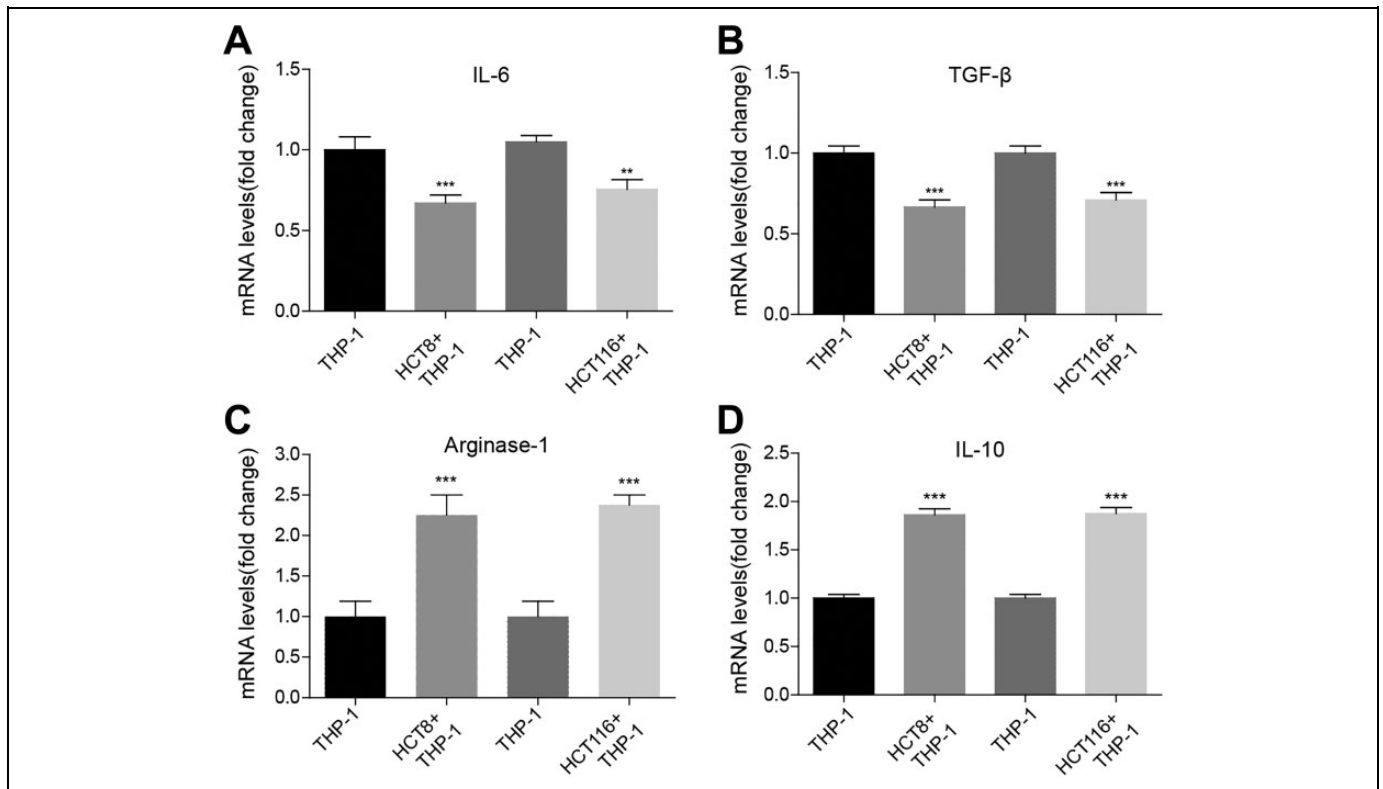 A
IL-6
mRNA levels(fold change)
1.5
1.0
0.5
0.0
***
**
THP-1
HCT8+
THP-1
THP-1
HCT116+
THP-1
B
TGF-β
mRNA levels(fold change)
1.5
1.0
0.5
0.0
***
***
THP-1
HCT8+
THP-1
THP-1
HCT116+
THP-1
C
Arginase-1
mRNA levels(fold change)
3.0
2.5
2.0
1.5
1.0
0.5
0.0
***
***
THP-1
HCT8+
THP-1
THP-1
HCT116+
THP-1
D
IL-10
mRNA levels(fold change)
2.5
2.0
1.5
1.0
0.5
0.0
***
***
THP-1
HCT8+
THP-1
THP-1
HCT116+
THP-1